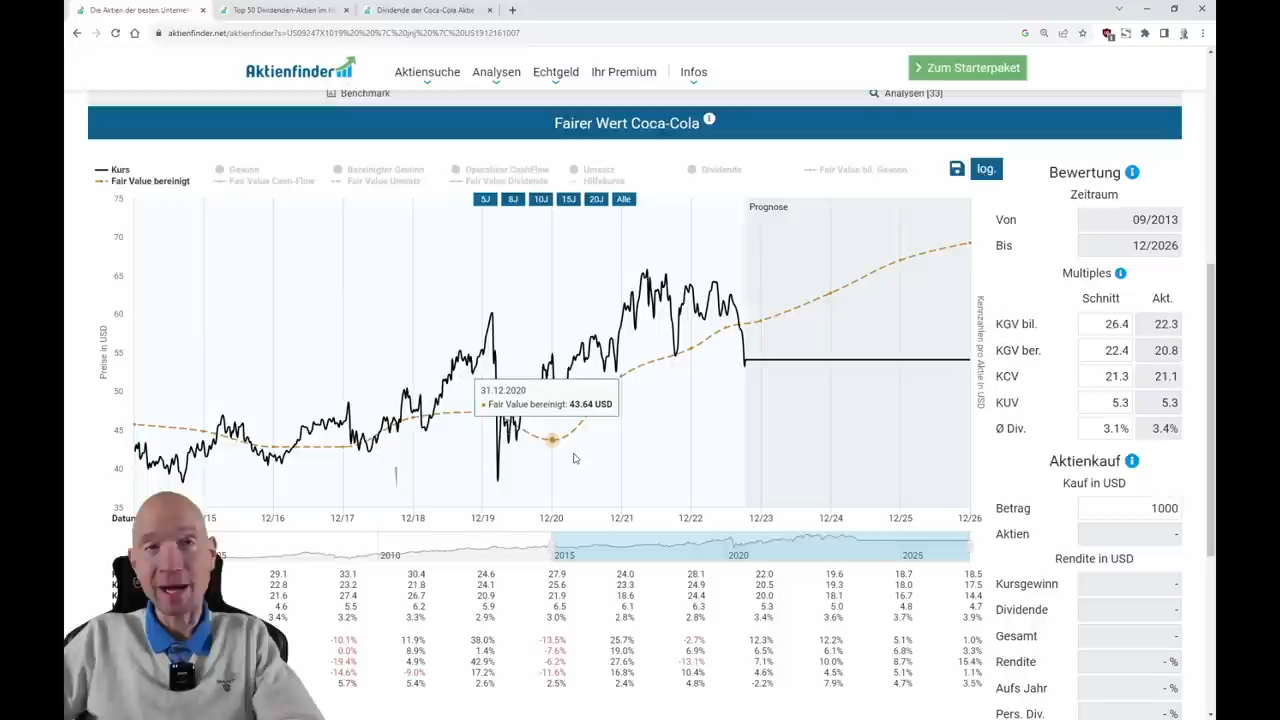 Die Aktien der besten Unterneh
Top 50 Dividenden-Aktien im H
Dividende der Coca-Cola Aktie
aktienfinder.net/aktienfinder?s=US09247X1019%20%20%7C%20jnj%20%7C%20US1912161007
Aktienfinder
Aktiensuche Analysen Echtgeld Ihr Premium Infos
> Zum Starterpaket
Benchmark
Analysen [33]
Fairer Wert Coca-Cola
Kurs Gewinn Bereinigter Gewinn Operativer CashFlow Umsatz Dividende Fair Value bil. Gewinn
Fair Value bereinigt Fair Value Cash-Flow Fair Value Umsatz Fair Value Dividende Hilfskurse
log.
5J 8J 10J 15J 20J Alle
Prognose
75
70
65
60
55
50
45
40
35
Preise in USD
Kennzahlen pro Aktie in USD
31.12.2020
Fair Value bereinigt: 43.64 USD
Datum /15 12/16 12/17 12/18 12/19 12/20 12/21 12/22 12/23 12/24 12/25 12/26
05 2010 2015 2020 2025
29.1 33.1 30.4 24.6 27.9 24.0 28.1 22.0 19.6 18.7 18.5
22.8 23.2 21.8 24.1 25.6 23.3 24.9 20.5 19.3 18.0 17.5
21.6 27.4 26.7 20.9 21.9 18.6 24.4 20.0 18.1 16.7 14.4
4.6 5.5 6.2 5.9 6.5 6.1 6.3 5.3 5.0 4.8 4.7
3.4% 3.2% 3.3% 2.9% 3.0% 2.8% 2.8% 3.4% 3.6% 3.7% 3.9%
-10.1% 11.9% 38.0% -13.5% 25.7% -2.7% 12.3% 12.2% 5.1% 1.0%
0.0% 8.9% 1.4% -7.6% 19.0% 6.9% 6.5% 6.1% 6.8% 3.3%
-19.4% 4.9% 42.9% -6.2% 27.6% -13.1% 7.1% 10.0% 8.7% 15.4%
-14.6% -9.0% 17.2% -11.6% 16.8% 10.4% 4.6% 4.5% 5.1% 1.1%
5.7% 5.4% 2.6% 2.5% 2.4% 4.8% -2.2% 7.9% 4.7% 3.5%
Bewertung
Zeitraum
Von 09/2013
Bis 12/2026
Multiples
Schnitt Akt.
KGV bil. 26.4 22.3
KGV ber. 22.4 20.8
KCV 21.3 21.1
KUV 5.3 5.3
Ø Div. 3.1% 3.4%
Aktienkauf
Kauf in USD
Betrag 1000
Aktien -
Rendite in USD
Kursgewinn -
Dividende -
Gesamt -
Rendite - %
Aufs Jahr - %
Pers. Div. - %